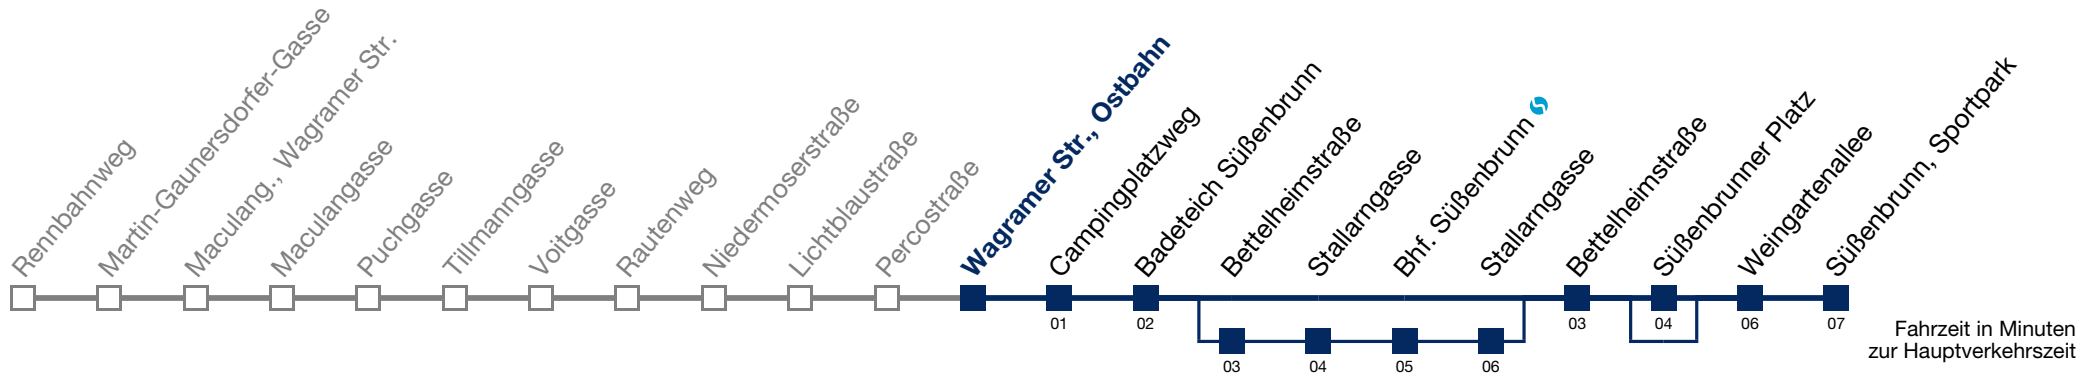 Rennbahnweg
Martin-Gaunersdorfer-Gasse
Maculang., Wagramer Str.
Maculangasse
Puchgasse
Tillmanngasse
Voitgasse
Rautenweg
Niedermoserstraße
Lichtblaustraße
Percostraße
Wagramer Str., Ostbahn
Campingplatzweg
Badeteich Süßenbrunn
Bettelheimstraße
Stallarngasse
Bhf. Süßenbrunn
Stallarngasse
Bettelheimstraße
Süßenbrunner Platz
Weingartenallee
Süßenbrunn, Sportpark
01 02 03 04 06 07
03 04 05 06
Fahrzeit in Minuten
zur Hauptverkehrszeit